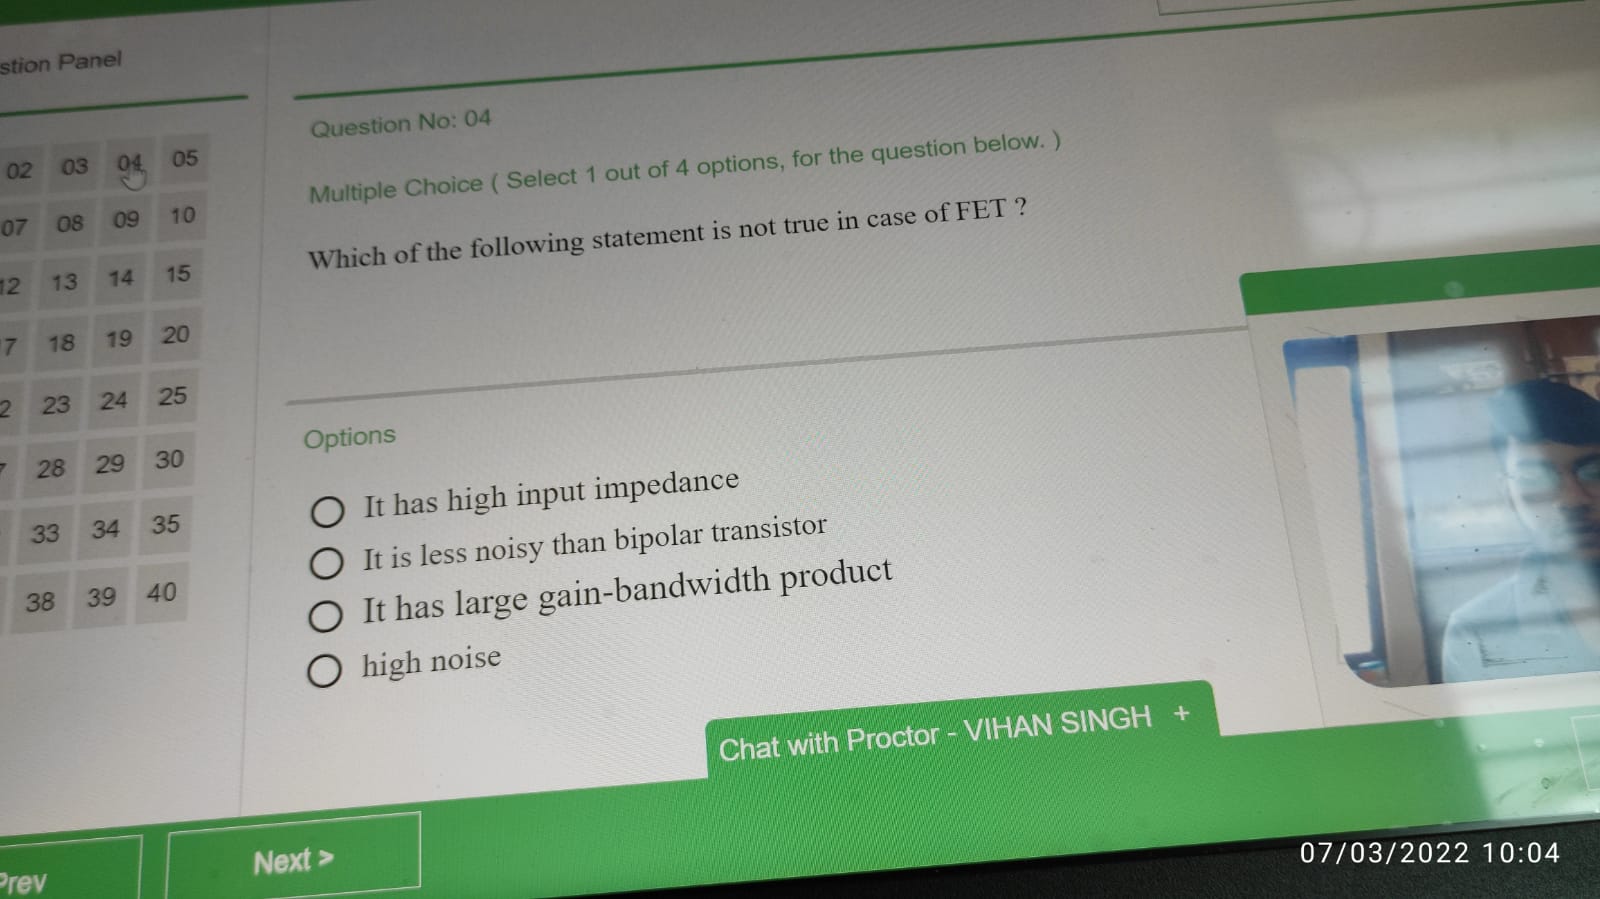 stion Panel
02 03 04 05
07 08 09 10
12 13 14 15
7 18 19 20
2 23 24 25
7 28 29 30
33 34 35
38 39 40
Question No: 04
Multiple Choice ( Select 1 out of 4 options, for the question below. )
Which of the following statement is not true in case of FET ?
Options
It has high input impedance
It is less noisy than bipolar transistor
It has large gain-bandwidth product
high noise
Chat with Proctor - VIHAN SINGH +
Prev
Next >
07/03/2022 10:04